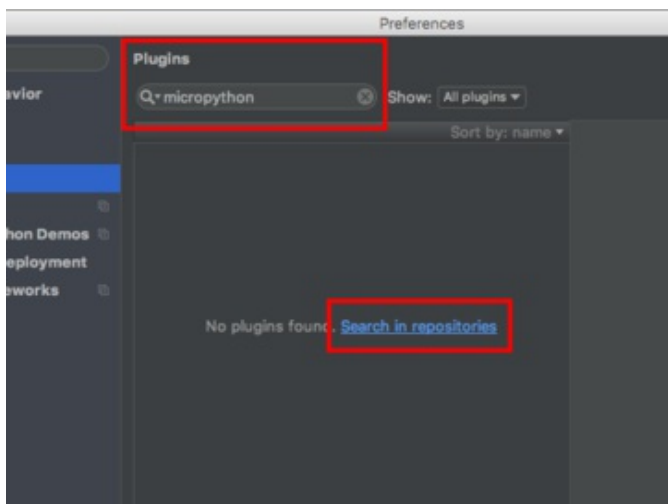 Preferences
Plugins
avior
micropython
Show: All plugins
Sort by: name
hon Demos
eployment
eworks
No plugins found. Search in repositories